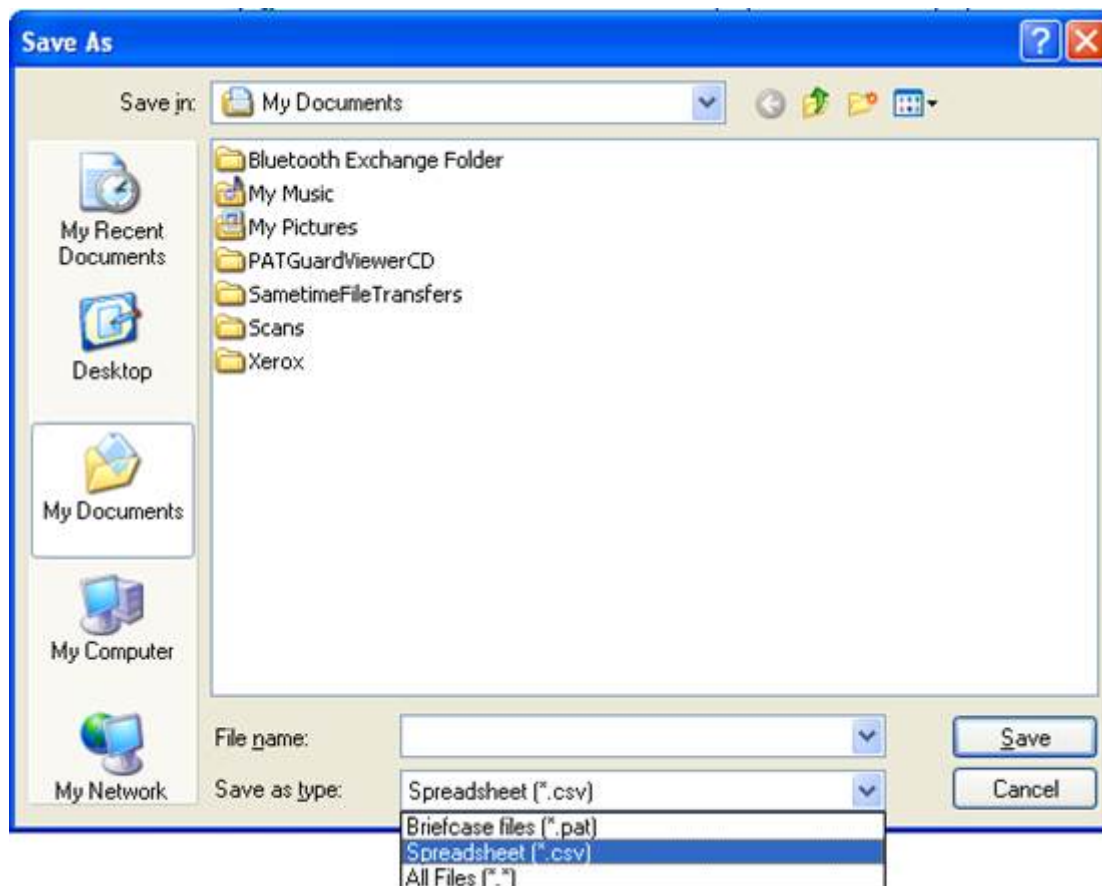 Save As
Save in:
My Documents
Bluetooth Exchange Folder
My Music
My Pictures
PATGuardViewerCD
SametimeFileTransfers
Scans
Xerox
My Recent
Documents
Desktop
My Documents
My Computer
My Network
File name:
Save
Save as type:
Spreadsheet (*.csv)
Cancel
Briefcase files (*.pat)
Spreadsheet (*.csv)
All Files (*.*)